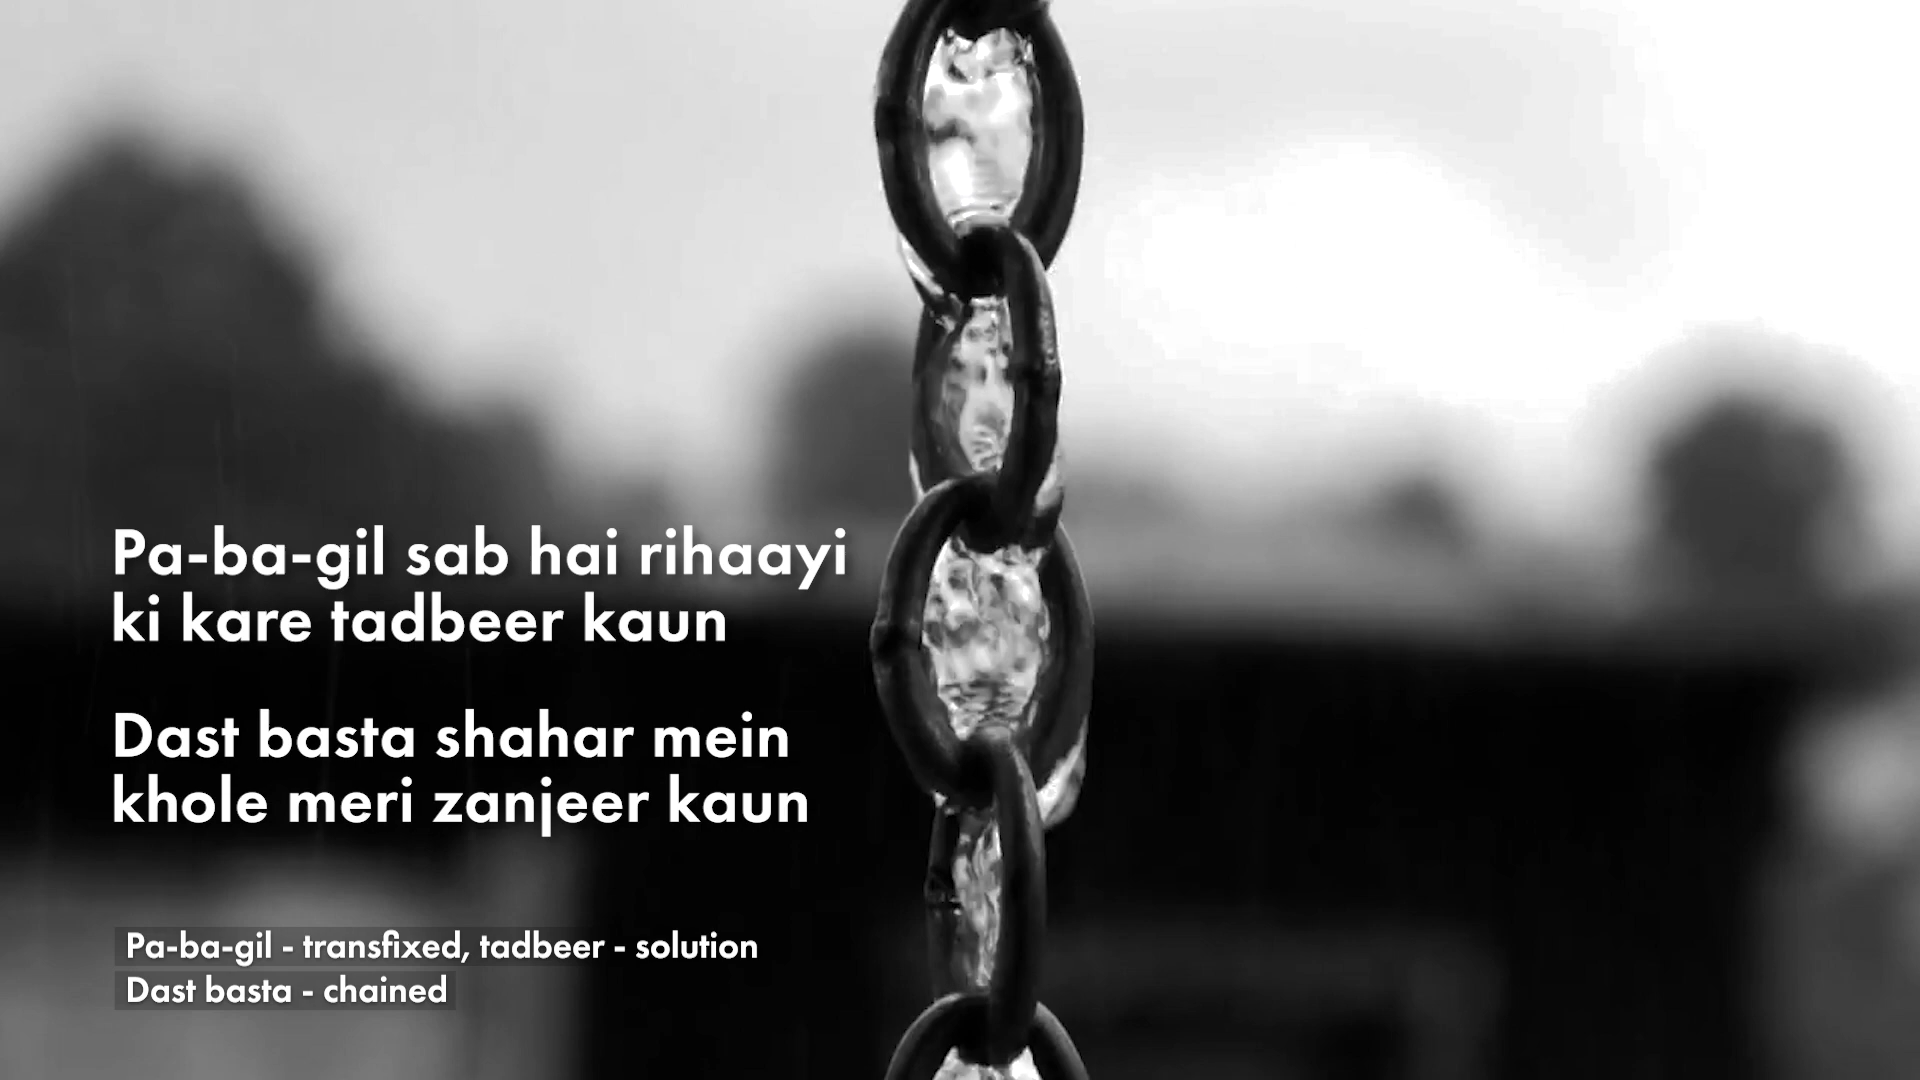 Pa-ba-gil sab hai rihaayi
ki kare tadbeer kaun
Dast basta shahar mein
khole meri zanjeer kaun
Pa-ba-gil - transfixed, tadbeer - solution
Dast basta - chained